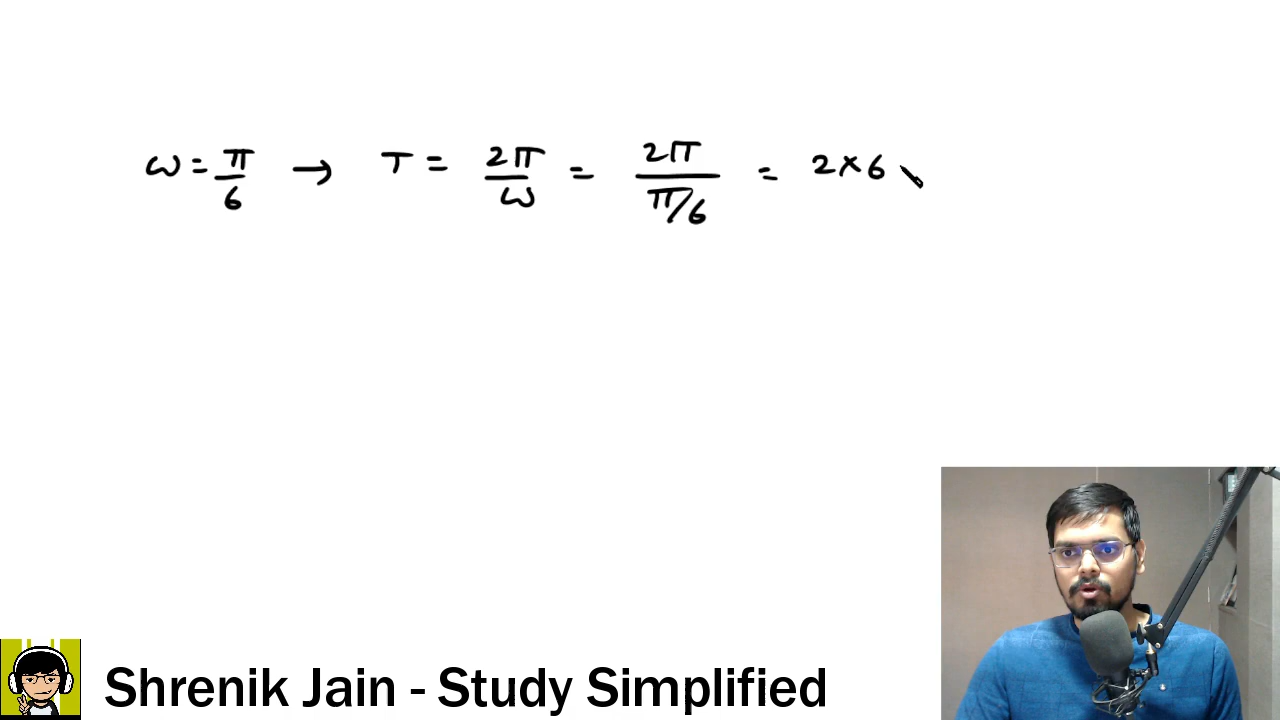 ω = π/6 → T = 2π/ω = 2π/(π/6) = 2×6
Shrenik Jain - Study Simplified